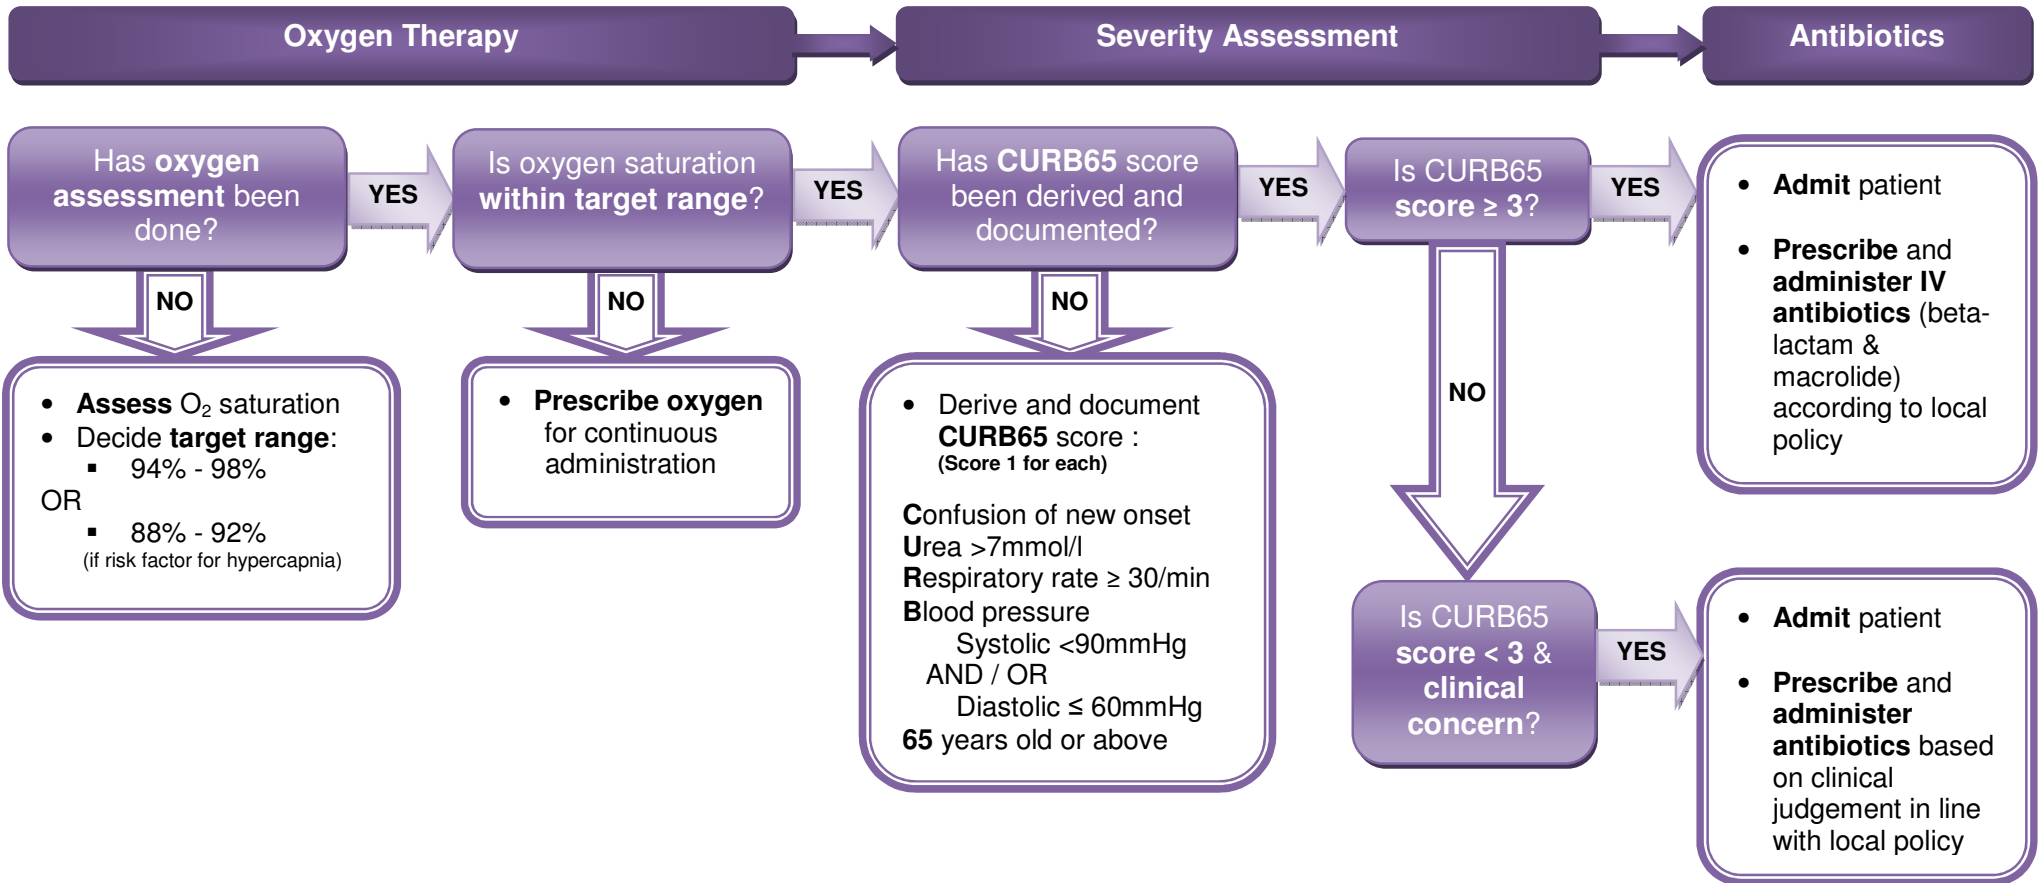 Oxygen Therapy
Severity Assessment
Antibiotics
Has oxygen
assessment been
done?
YES
NO
• Assess O₂ saturation
• Decide target range:
▪ 94% - 98%
OR
▪ 88% - 92%
(if risk factor for hypercapnia)
Is oxygen saturation
within target range?
YES
NO
• Prescribe oxygen
for continuous
administration
Has CURB65 score
been derived and
documented?
YES
NO
• Derive and document
CURB65 score :
(Score 1 for each)
Confusion of new onset
Urea >7mmol/l
Respiratory rate ≥ 30/min
Blood pressure
Systolic <90mmHg
AND / OR
Diastolic ≤ 60mmHg
65 years old or above
Is CURB65
score ≥ 3?
YES
NO
• Admit patient
• Prescribe and
administer IV
antibiotics (beta-
lactam &
macrolide)
according to local
policy
Is CURB65
score < 3 &
clinical
concern?
YES
• Admit patient
• Prescribe and
administer
antibiotics based
on clinical
judgement in line
with local policy